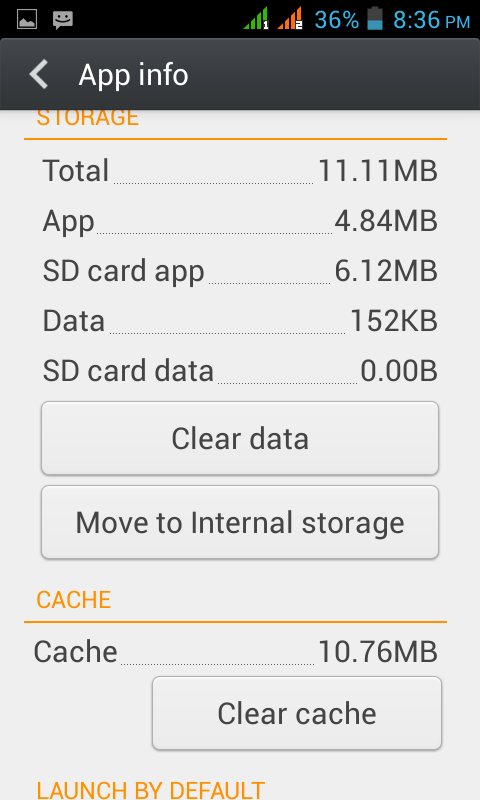 1 2 36% 8:36 PM
App info
STORAGE
Total 11.11MB
App 4.84MB
SD card app 6.12MB
Data 152KB
SD card data 0.00B
Clear data
Move to Internal storage
CACHE
Cache 10.76MB
Clear cache
LAUNCH BY DEFAULT